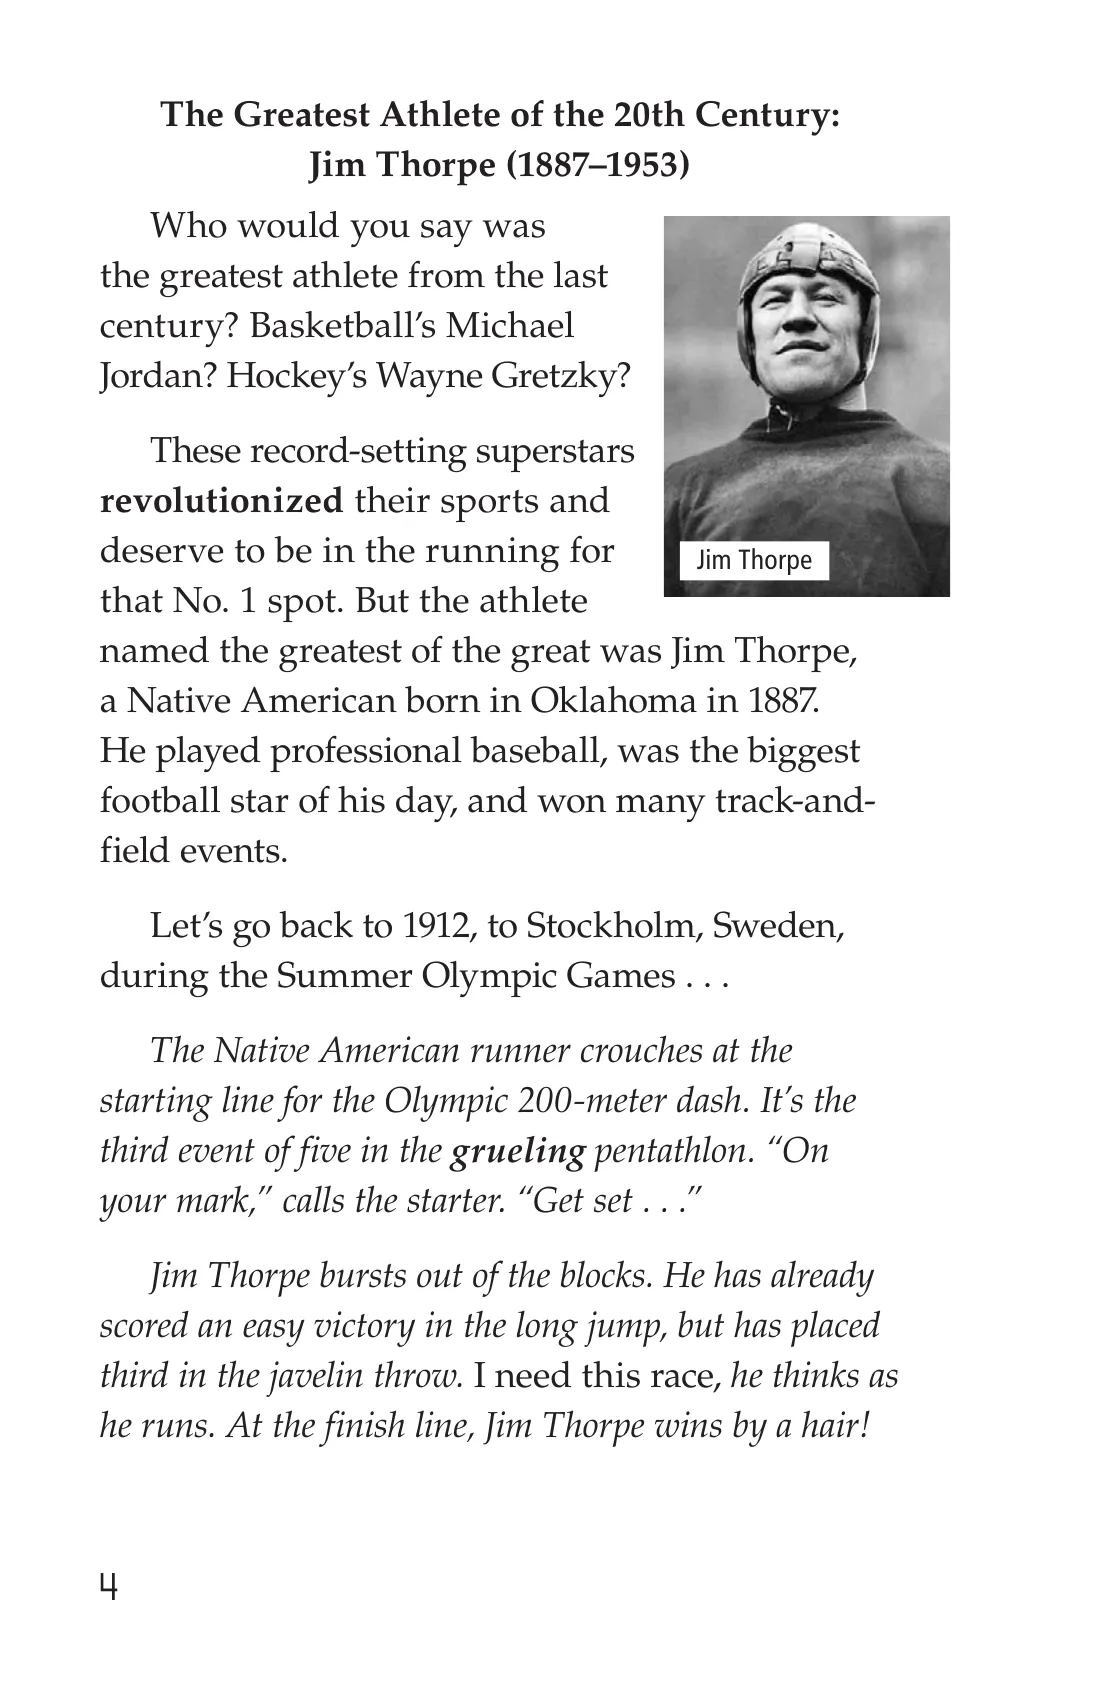 The Greatest Athlete of the 20th Century:
Jim Thorpe (1887–1953)
Who would you say was
the greatest athlete from the last
century? Basketball’s Michael
Jordan? Hockey’s Wayne Gretzky?
These record-setting superstars
revolutionized their sports and
deserve to be in the running for
that No. 1 spot. But the athlete
named the greatest of the great was Jim Thorpe,
a Native American born in Oklahoma in 1887.
He played professional baseball, was the biggest
football star of his day, and won many track-and-
field events.
Jim Thorpe
Let’s go back to 1912, to Stockholm, Sweden,
during the Summer Olympic Games . . .
The Native American runner crouches at the
starting line for the Olympic 200-meter dash. It’s the
third event of five in the grueling pentathlon. “On
your mark,” calls the starter. “Get set . . .”
Jim Thorpe bursts out of the blocks. He has already
scored an easy victory in the long jump, but has placed
third in the javelin throw. I need this race, he thinks as
he runs. At the finish line, Jim Thorpe wins by a hair!
4